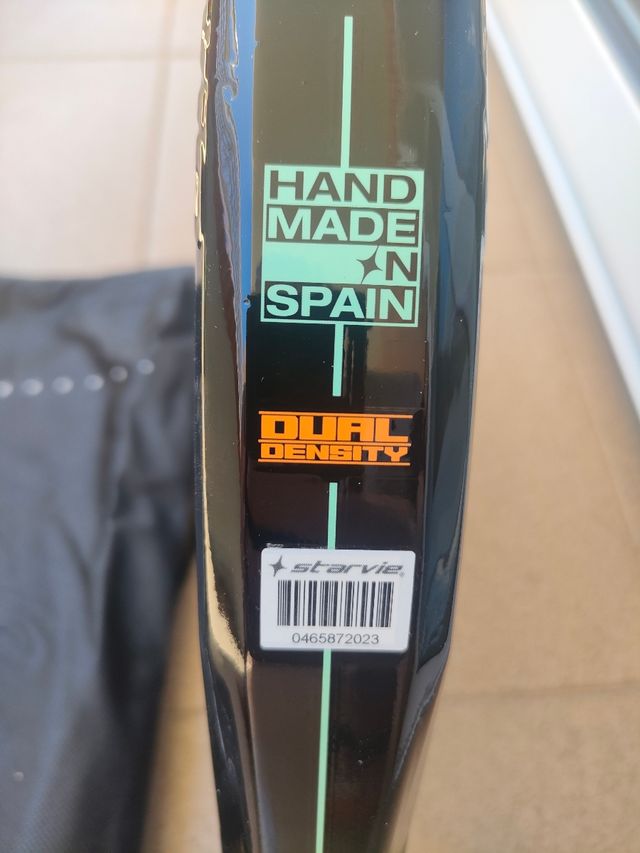 HAND
MADE
IN
SPAIN
DUAL
DENSITY
starvie®
0465872023